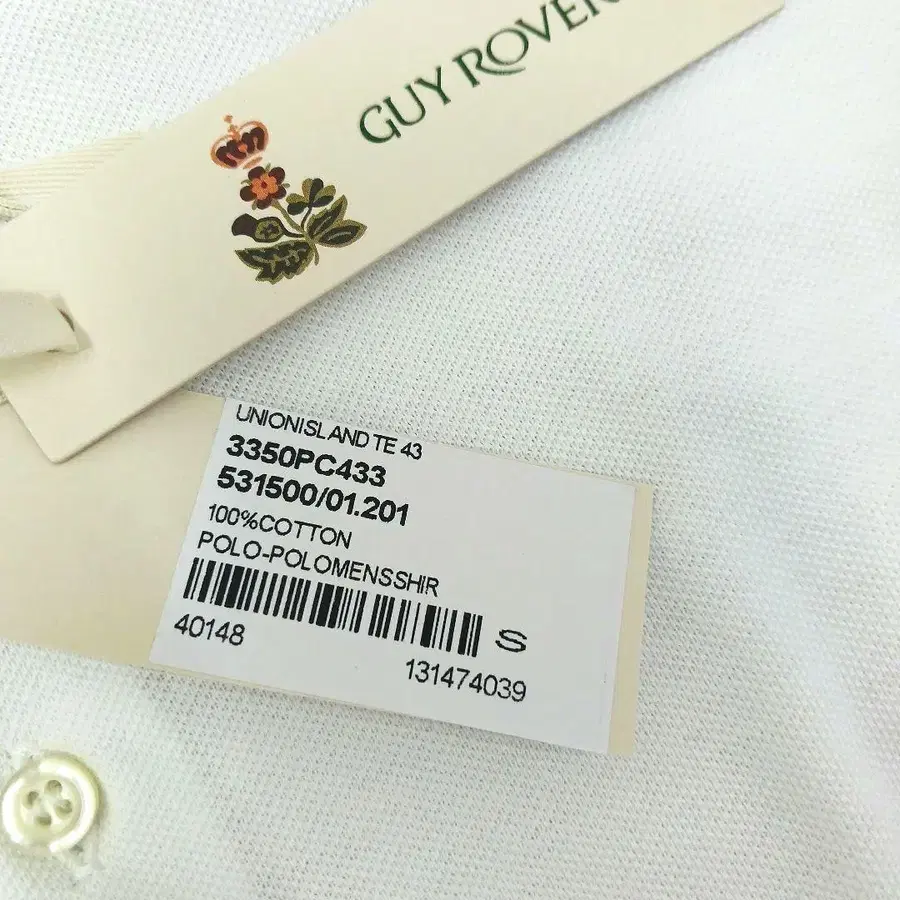 GUY ROVER
UNIONISLAND TE 43
3350PC433
531500/01.201
100%COTTON
POLO-POLOMENSSHIR
S
40148
131474039